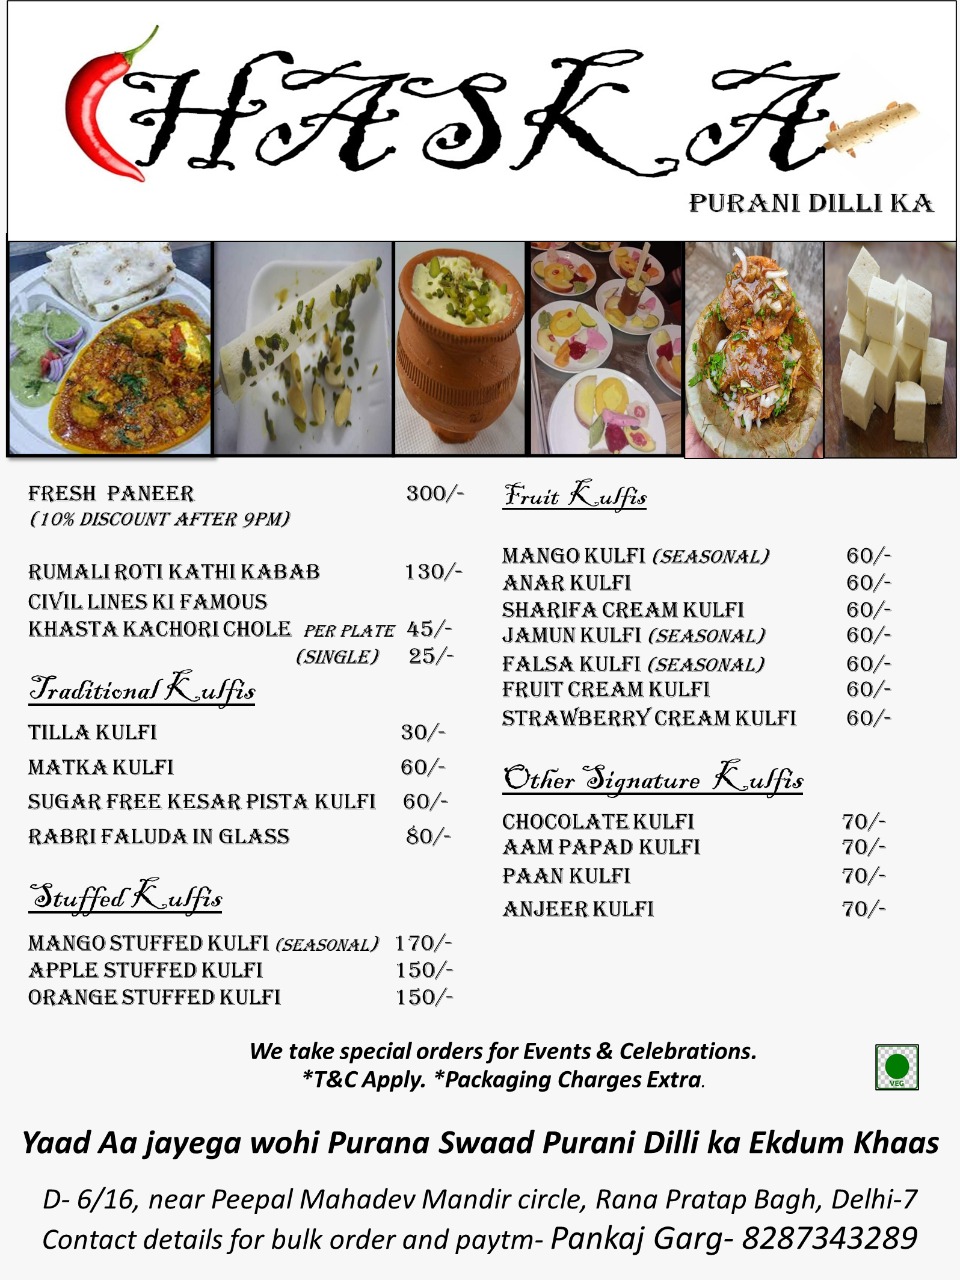 CHASKA
PURANI DILLI KA
FRESH PANEER 300/-
(10% DISCOUNT AFTER 9PM)
RUMALI ROTI KATHI KABAB 130/-
CIVIL LINES KI FAMOUS
KHASTA KACHORI CHOLE PER PLATE 45/-
(SINGLE) 25/-
Traditional Kulfis
TILLA KULFI 30/-
MATKA KULFI 60/-
SUGAR FREE KESAR PISTA KULFI 60/-
RABRI FALUDA IN GLASS 80/-
Stuffed Kulfis
MANGO STUFFED KULFI (SEASONAL) 170/-
APPLE STUFFED KULFI 150/-
ORANGE STUFFED KULFI 150/-
Fruit Kulfis
MANGO KULFI (SEASONAL) 60/-
ANAR KULFI 60/-
SHARIFA CREAM KULFI 60/-
JAMUN KULFI (SEASONAL) 60/-
FALSA KULFI (SEASONAL) 60/-
FRUIT CREAM KULFI 60/-
STRAWBERRY CREAM KULFI 60/-
Other Signature Kulfis
CHOCOLATE KULFI 70/-
AAM PAPAD KULFI 70/-
PAAN KULFI 70/-
ANJEER KULFI 70/-
We take special orders for Events & Celebrations.
*T&C Apply. *Packaging Charges Extra.
VEG
Yaad Aa jayega wohi Purana Swaad Purani Dilli ka Ekdum Khaas
D- 6/16, near Peepal Mahadev Mandir circle, Rana Pratap Bagh, Delhi-7
Contact details for bulk order and paytm- Pankaj Garg- 8287343289